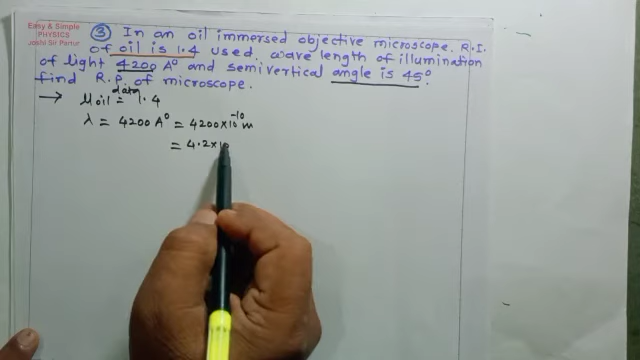 Easy & Simple
PHYSICS
Joshi Sir Partur
③ In an oil immersed objective microscope. R.I.
of oil is 1.4 used. wave length of illumination
of light 4200 A° and semivertical angle is 45°
find R.P. of microscope.
→ data
μ oil = 1.4
λ = 4200 A° = 4200×10⁻¹⁰ m
= 4.2×10